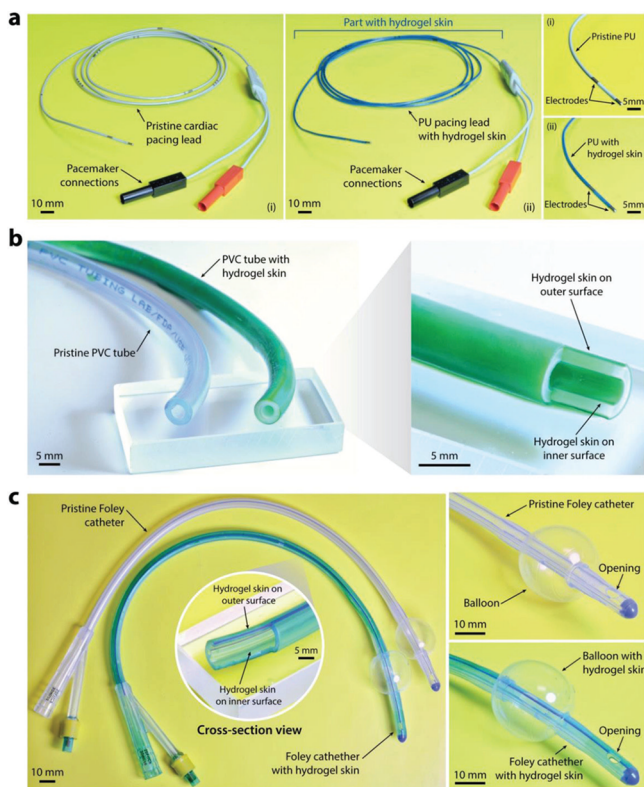 a
Pristine cardiac
pacing lead
Pacemaker
connections
10 mm
(i)
Part with hydrogel skin
PU pacing lead
with hydrogel skin
Pacemaker
connections
10 mm
(ii)
(i)
Pristine PU
Electrodes
5mm
(ii)
PU with
hydrogel skin
Electrodes
5mm
b
PVC tube with
hydrogel skin
PVC TUBING LAB/FDA/
Pristine PVC tube
5 mm
Hydrogel skin on
outer surface
Hydrogel skin on
inner surface
5 mm
c
Pristine Foley
catheter
Hydrogel skin on
outer surface
5 mm
Hydrogel skin
on inner surface
Cross-section view
Foley cathether
with hydrogel skin
10 mm
Pristine Foley catheter
Opening
Balloon
10 mm
Balloon with
hydrogel skin
Opening
Foley cathether
with hydrogel skin
10 mm